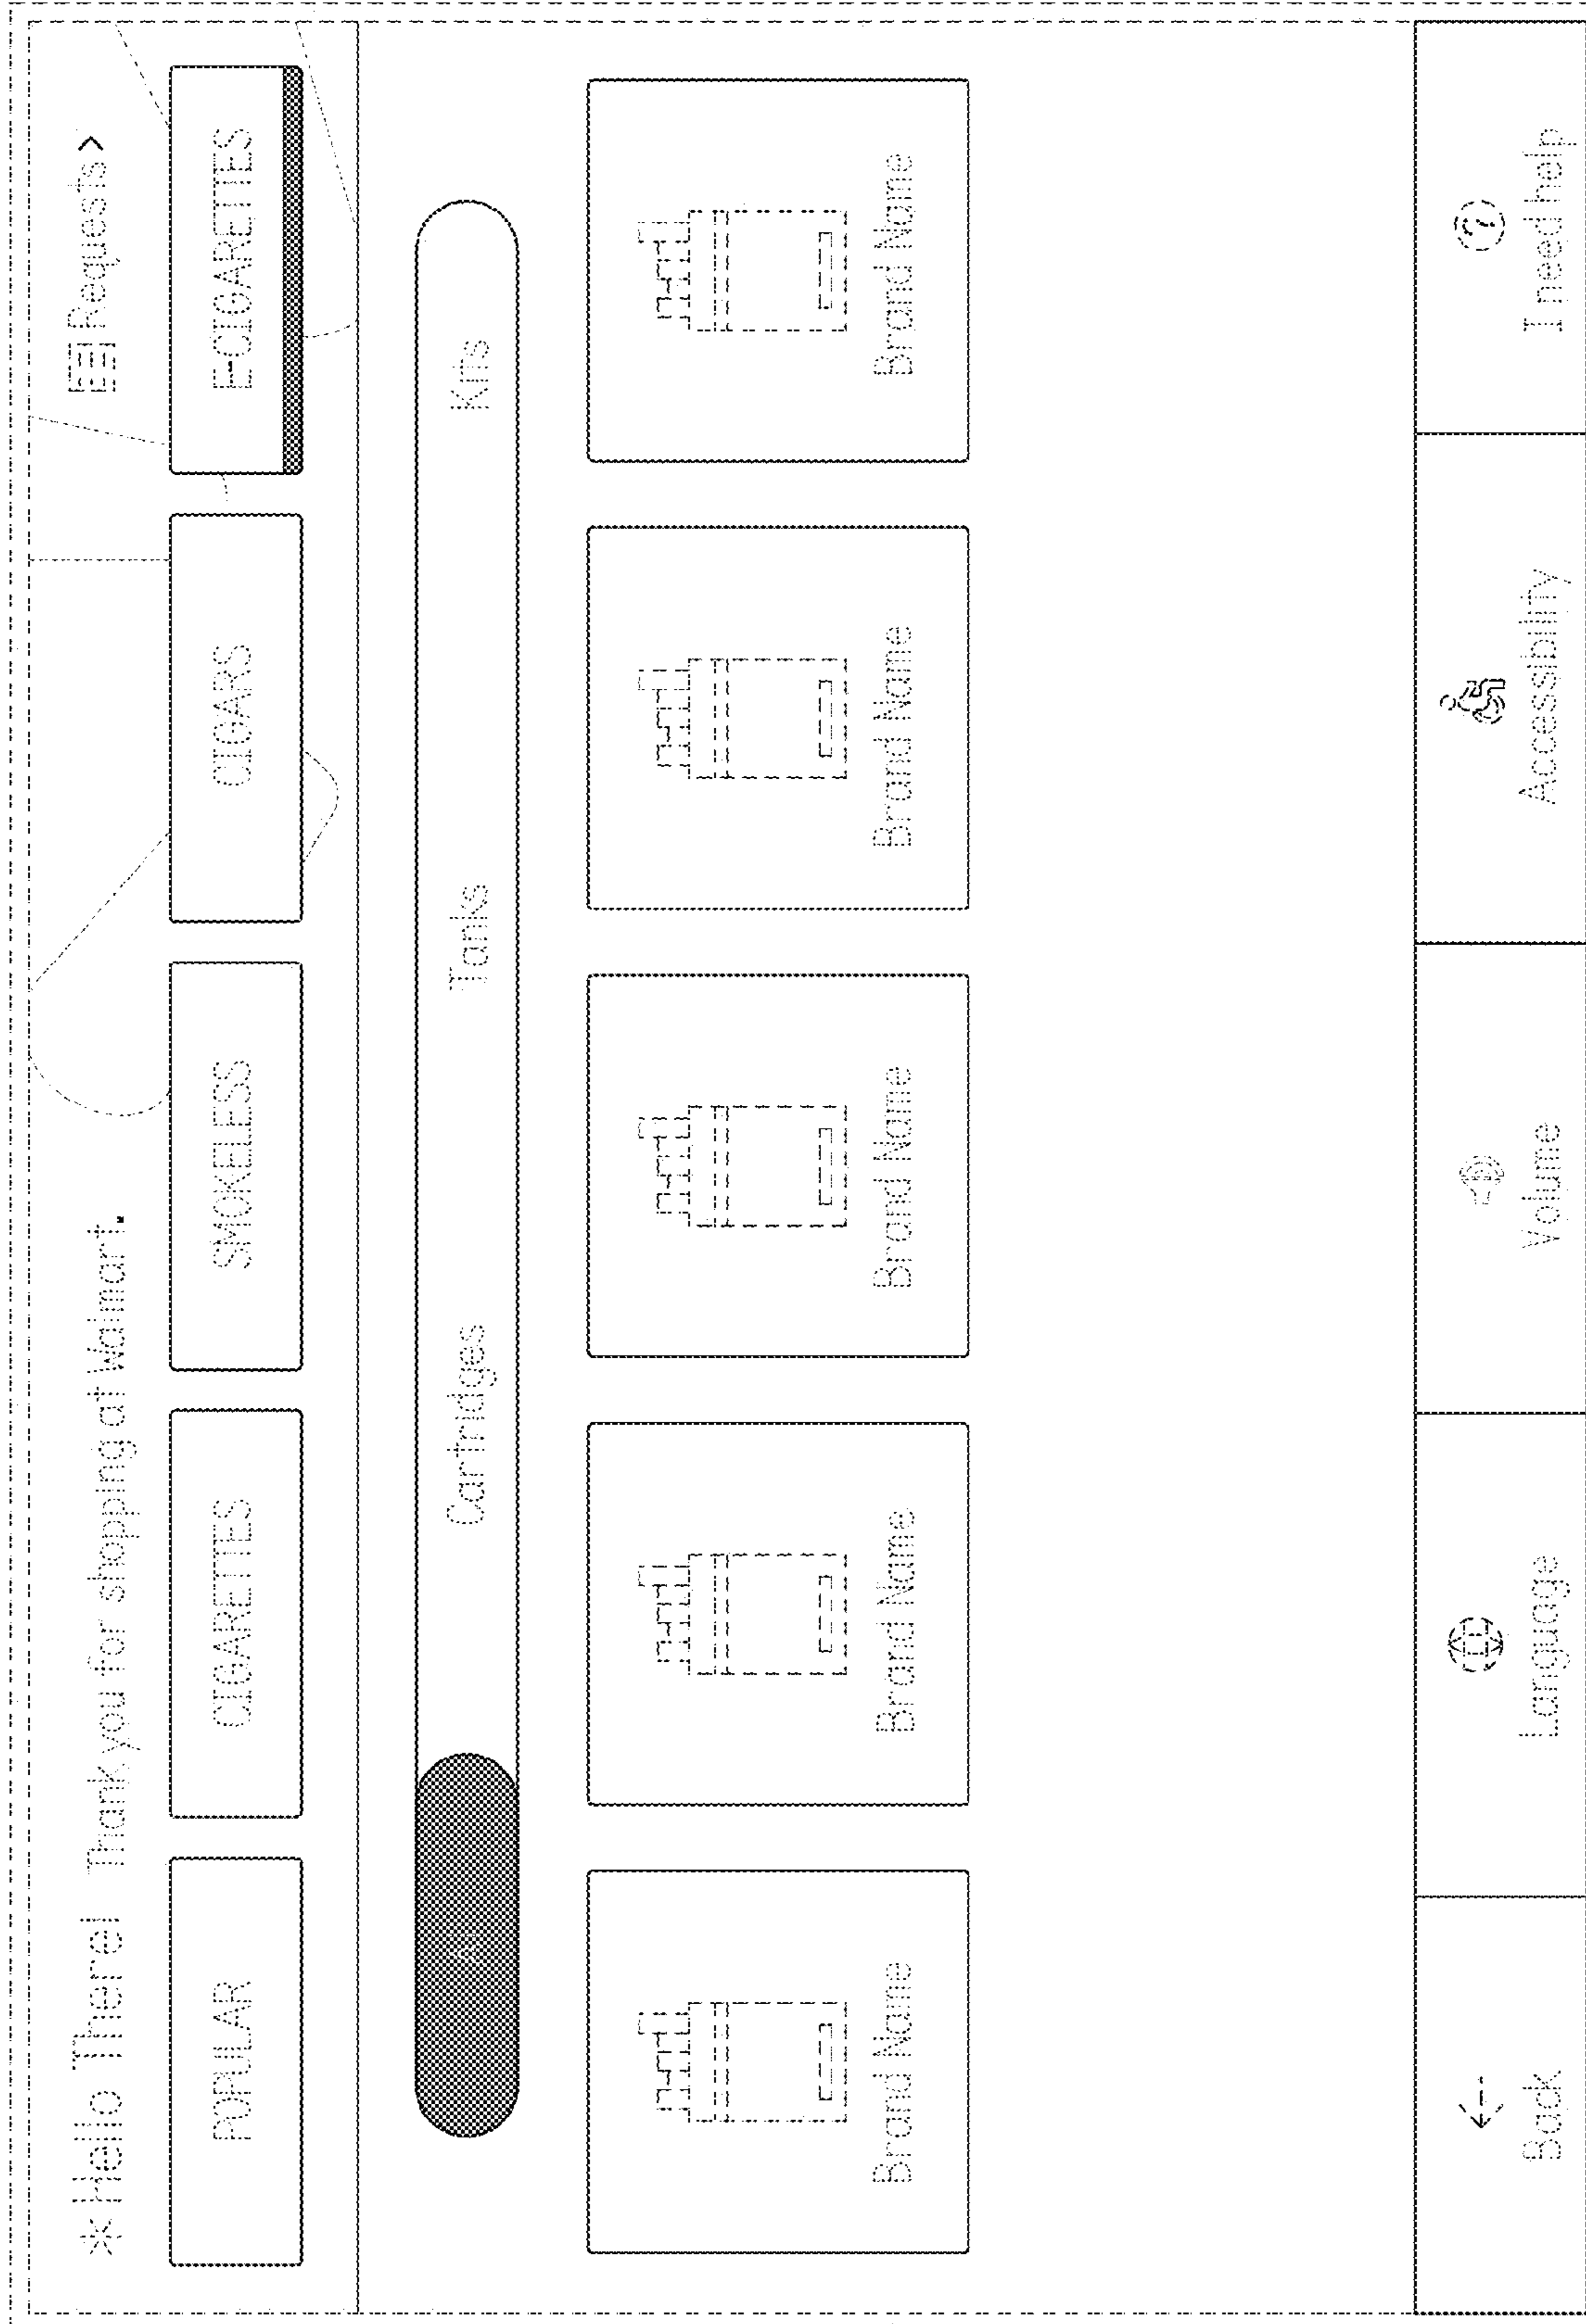 Hello There! Thank you for shopping at Walmart. Requests >
POPULAR CIGARETTES SMOKELESS CIGARS E-CIGARETTES
Cartridges Tanks Kits
Brand Name Brand Name Brand Name Brand Name Brand Name
Back Language Volume Accessibility I need help